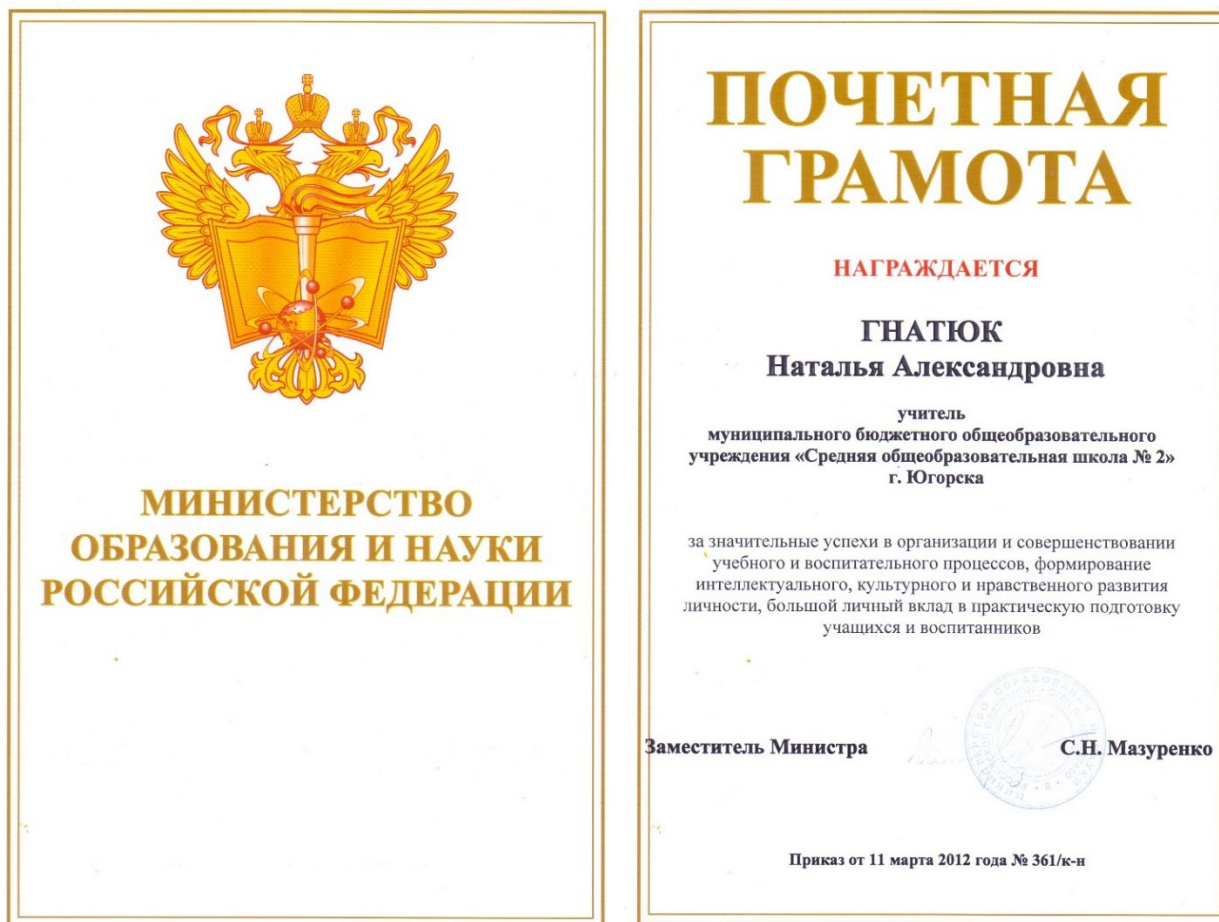 МИНИСТЕРСТВО
ОБРАЗОВАНИЯ И НАУКИ
РОССИЙСКОЙ ФЕДЕРАЦИИ
ПОЧЕТНАЯ
ГРАМОТА
НАГРАЖДАЕТСЯ
ГНАТЮК
Наталья Александровна
учитель
муниципального бюджетного общеобразовательного
учреждения «Средняя общеобразовательная школа № 2»
г. Югорска
за значительные успехи в организации и совершенствовании
учебного и воспитательного процессов, формирование
интеллектуального, культурного и нравственного развития
личности, большой личный вклад в практическую подготовку
учащихся и воспитанников
Заместитель Министра С.Н. Мазуренко
Приказ от 11 марта 2012 года № 361/к-н